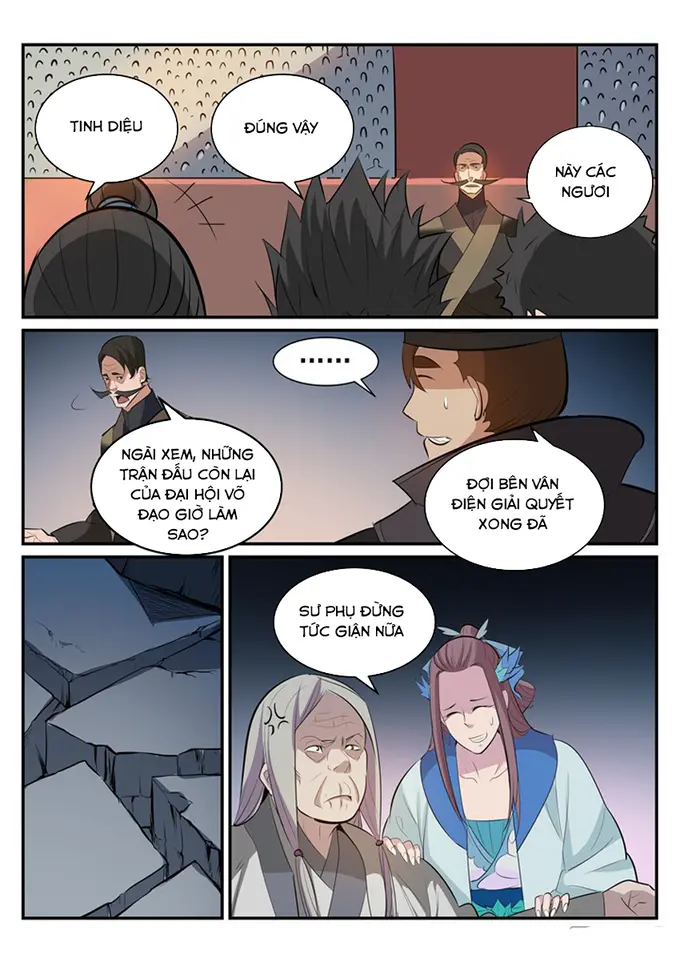 TINH DIỆU
ĐÚNG VẬY
NÀY CÁC
NGƯƠI
......
NGÀI XEM, NHỮNG
TRẬN ĐẤU CÒN LẠI
CỦA ĐẠI HỘI VÕ
ĐẠO GIỜ LÀM
SAO?
ĐỢI BÊN VÂN
ĐIỆN GIẢI QUYẾT
XONG ĐÃ
SƯ PHỤ ĐỪNG
TỨC GIẬN NỮA